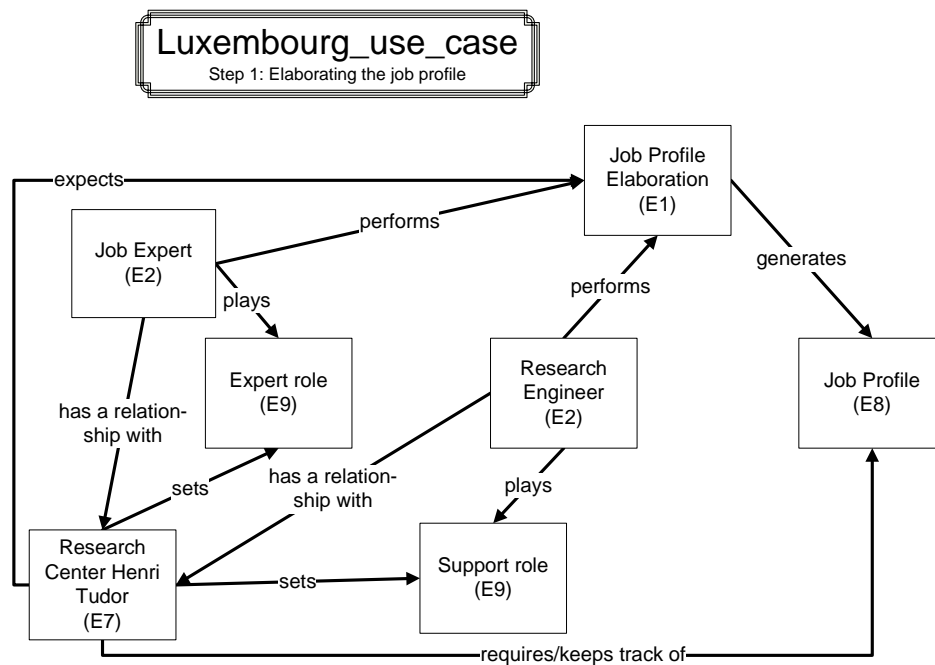 Luxembourg_use_case
Step 1: Elaborating the job profile
Job Profile
Elaboration
(E1)
expects
performs
Job Expert
(E2)
generates
performs
plays
Expert role
(E9)
Research
Engineer
(E2)
Job Profile
(E8)
has a relation-
ship with
has a relation-
ship with
sets
plays
Research
Center Henri
Tudor
(E7)
Support role
(E9)
sets
requires/keeps track of